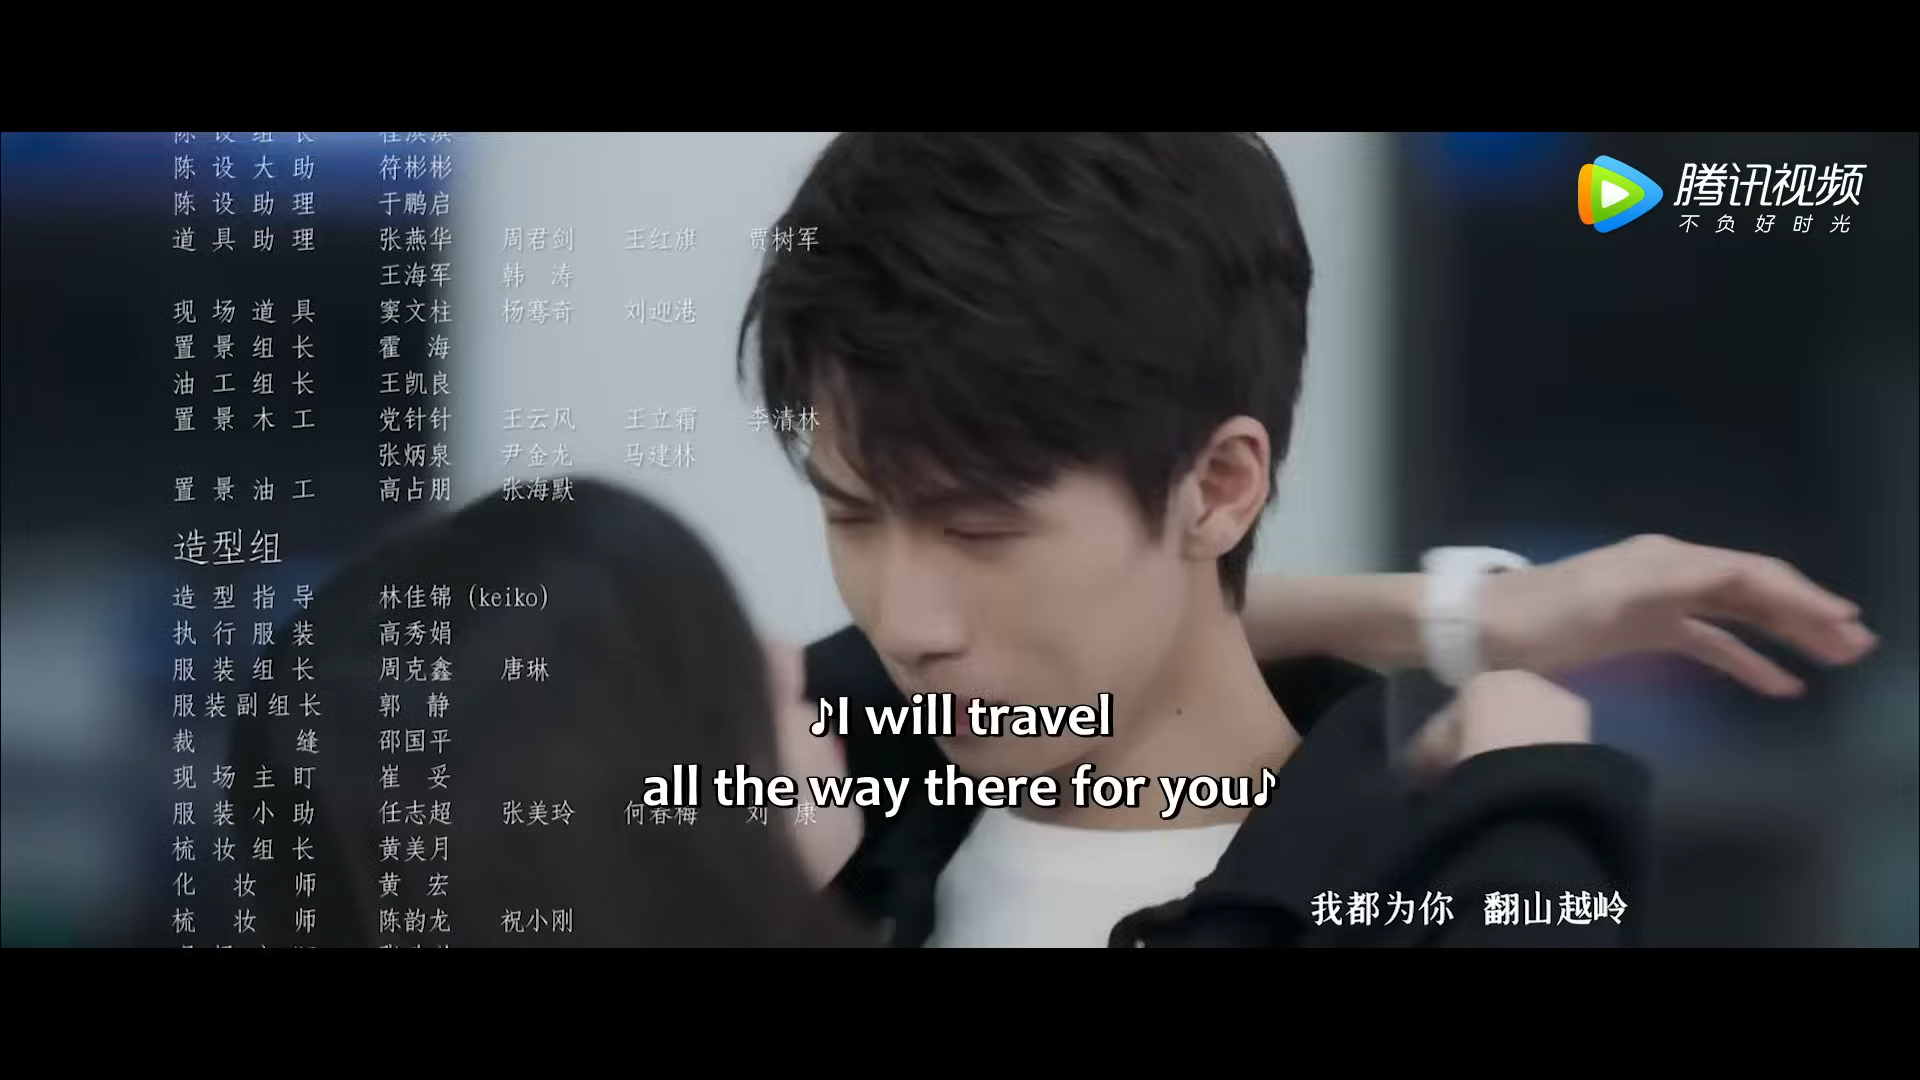 陈设大助 符彬彬
陈设助理 于鹏启
道具助理 张燕华 周君剑 王红旗 贾树军
王海军 韩 涛
现场道具 窦文柱 杨骞奇 刘迎港
置景组长 霍 海
油工组长 王凯良
置景木工 党针针 王云风 王立霜 李清林
张炳泉 尹金龙 马建林
置景油工 高占朋 张海默
造型组
造型指导 林佳锦 (keiko)
执行服装 高秀娟
服装组长 周克鑫 唐琳
服装副组长 郭 静
裁缝 邵国平
现场主盯 崔 妥
服装小助 任志超 张美玲 何春梅 刘 康
梳妆组长 黄美月
化妆师 黄 宏
梳妆师 陈韵龙 祝小刚
腾讯视频
不负好时光
♪I will travel
all the way there for you♪
我都为你 翻山越岭